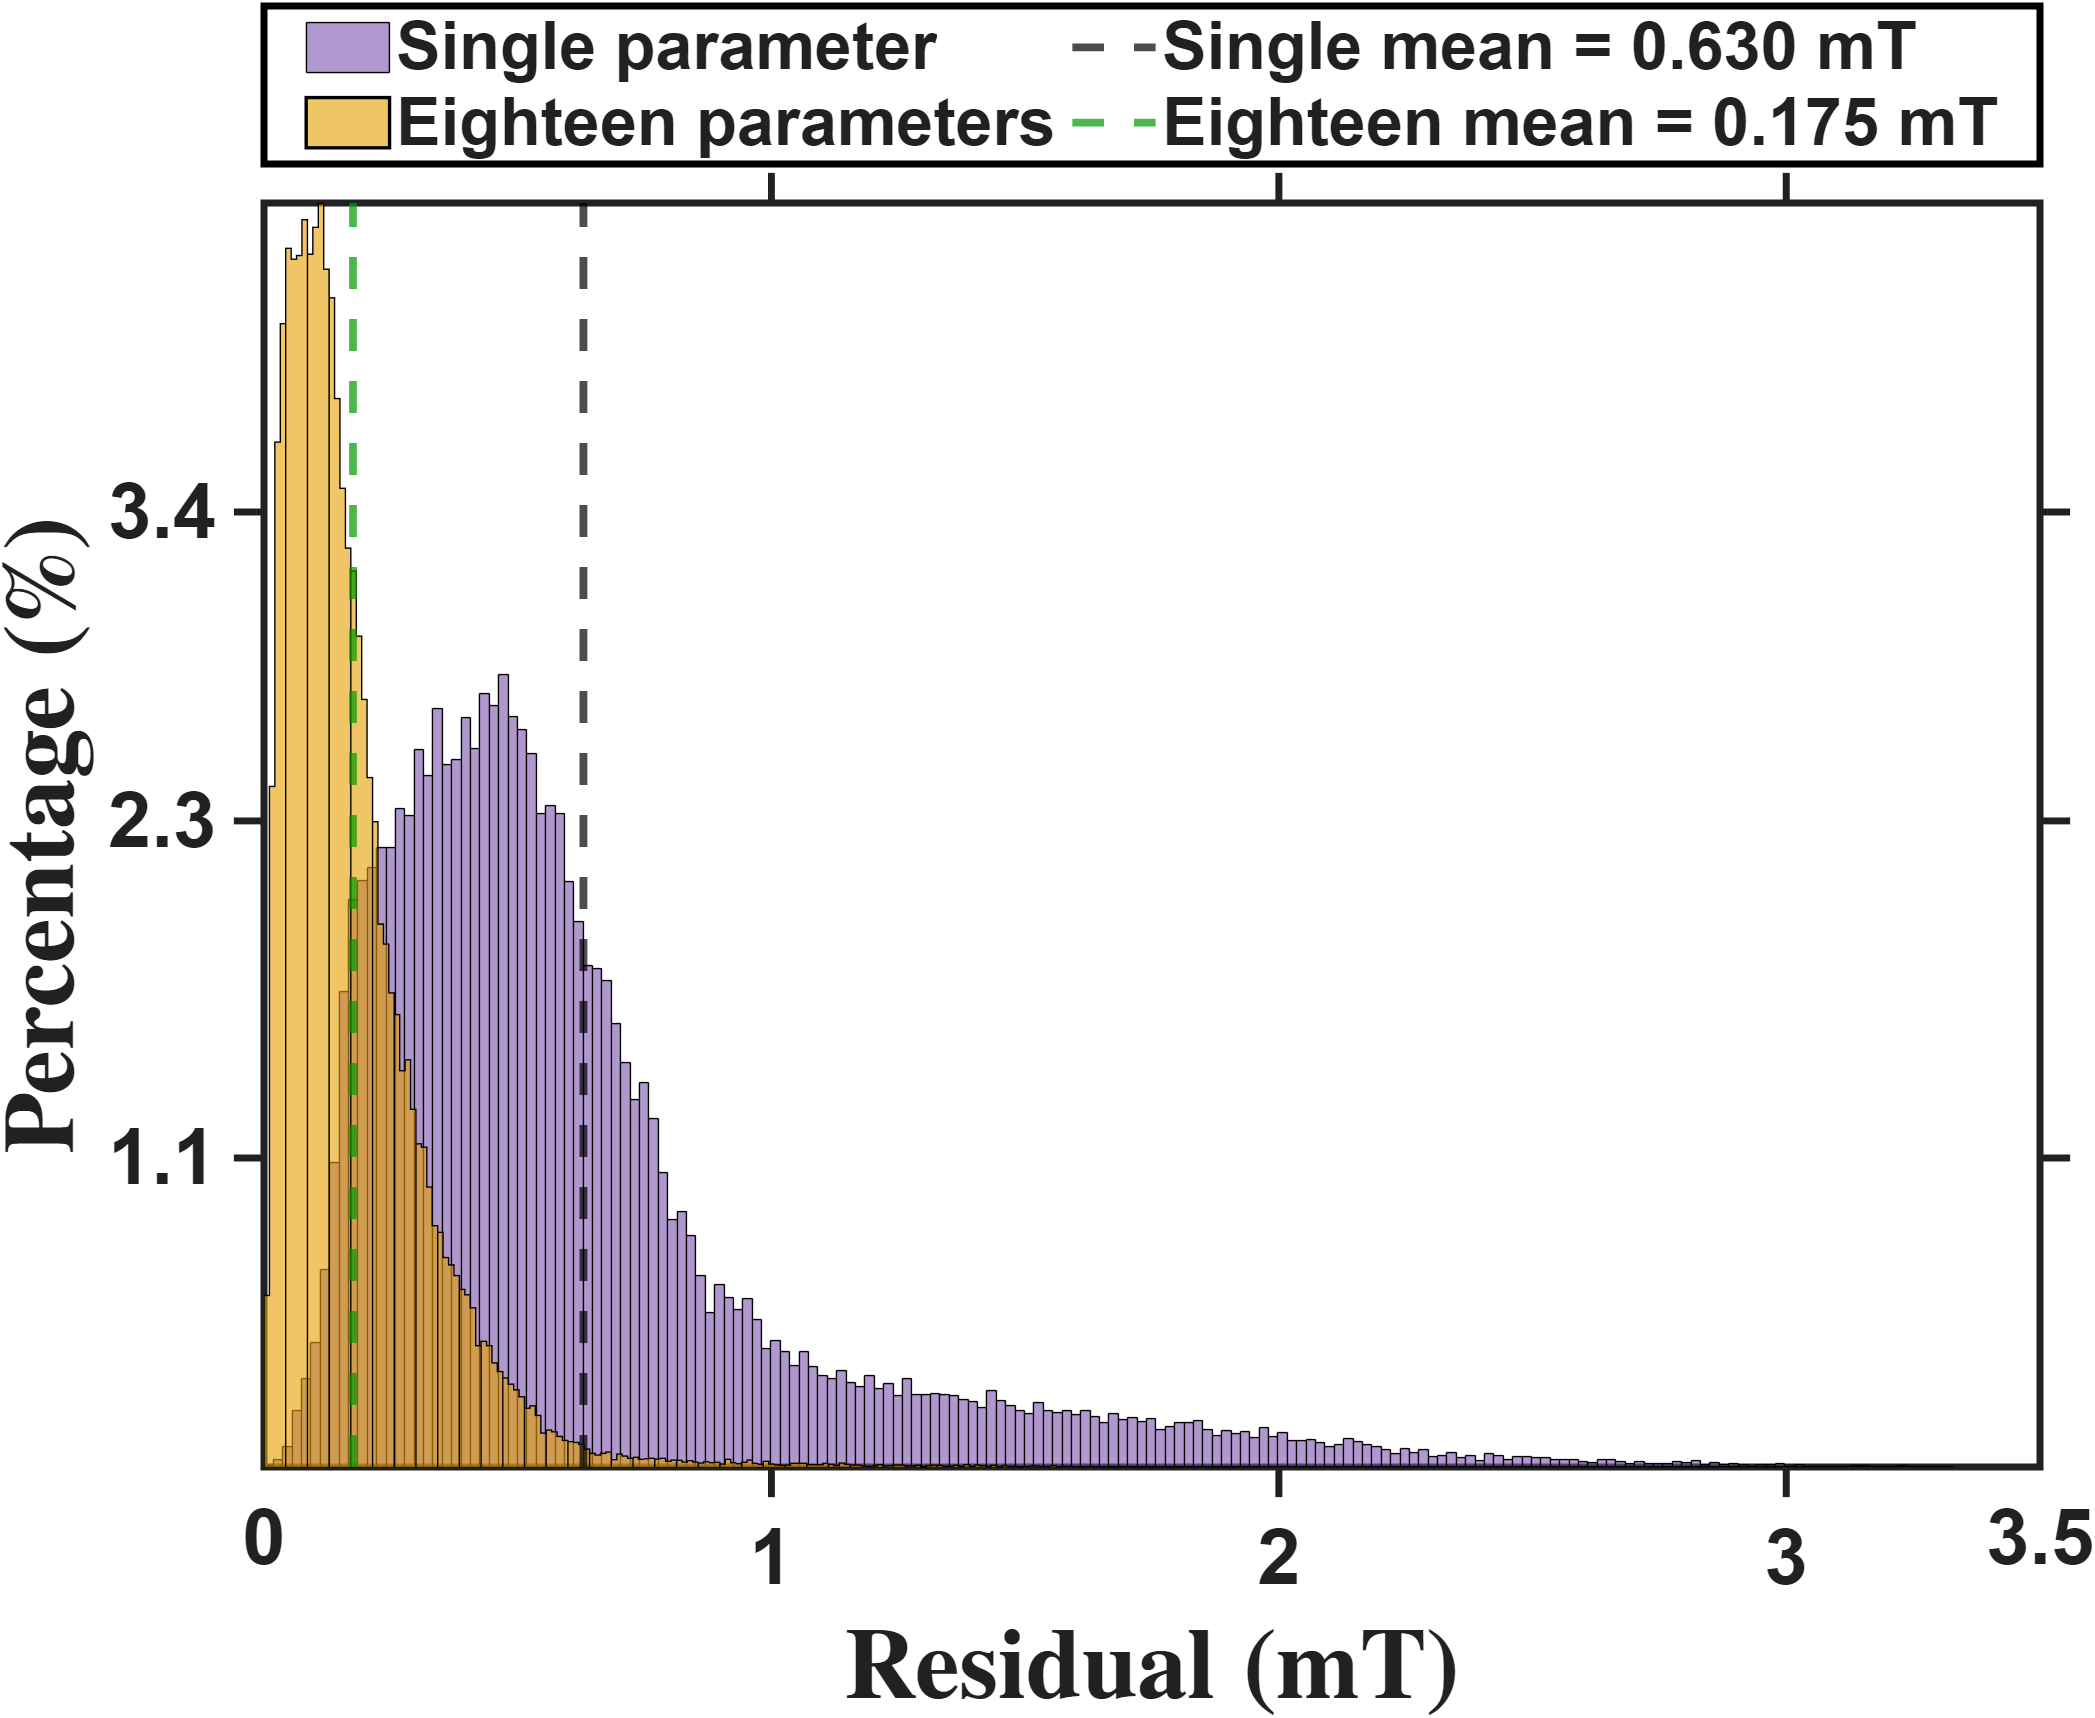 Single parameter
Single mean = 0.630 mT
Eighteen parameters
Eighteen mean = 0.175 mT
3.4
2.3
1.1
Percentage (%)
0
1
2
3
3.5
Residual (mT)